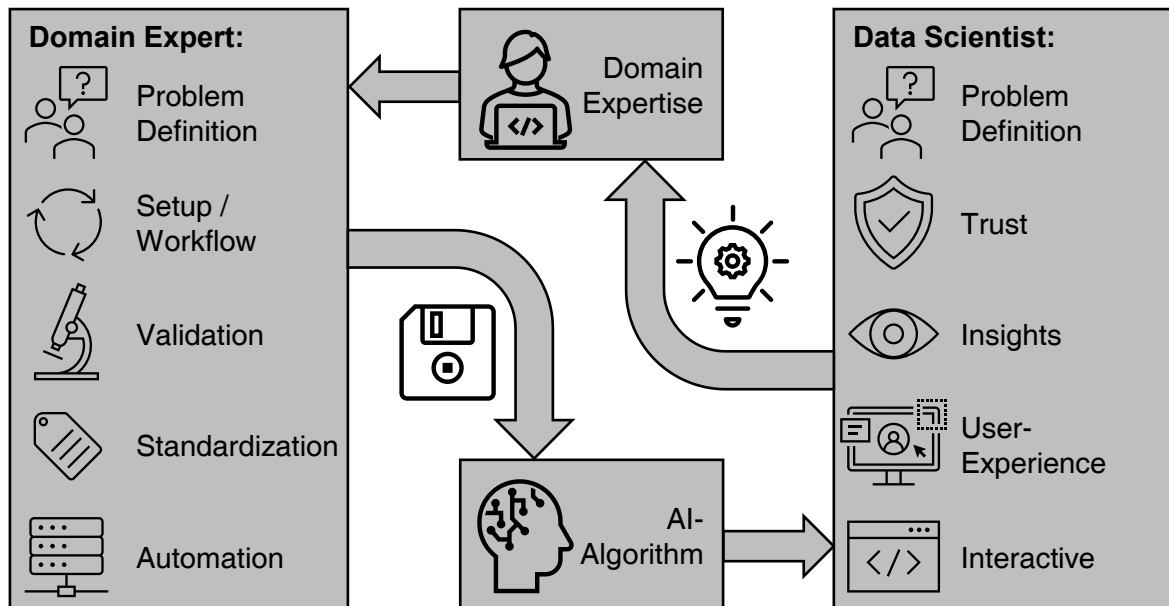 Domain Expert:
Problem
Definition
Setup /
Workflow
Validation
Standardization
Automation
Domain
Expertise
AI-
Algorithm
Data Scientist:
Problem
Definition
Trust
Insights
User-
Experience
Interactive